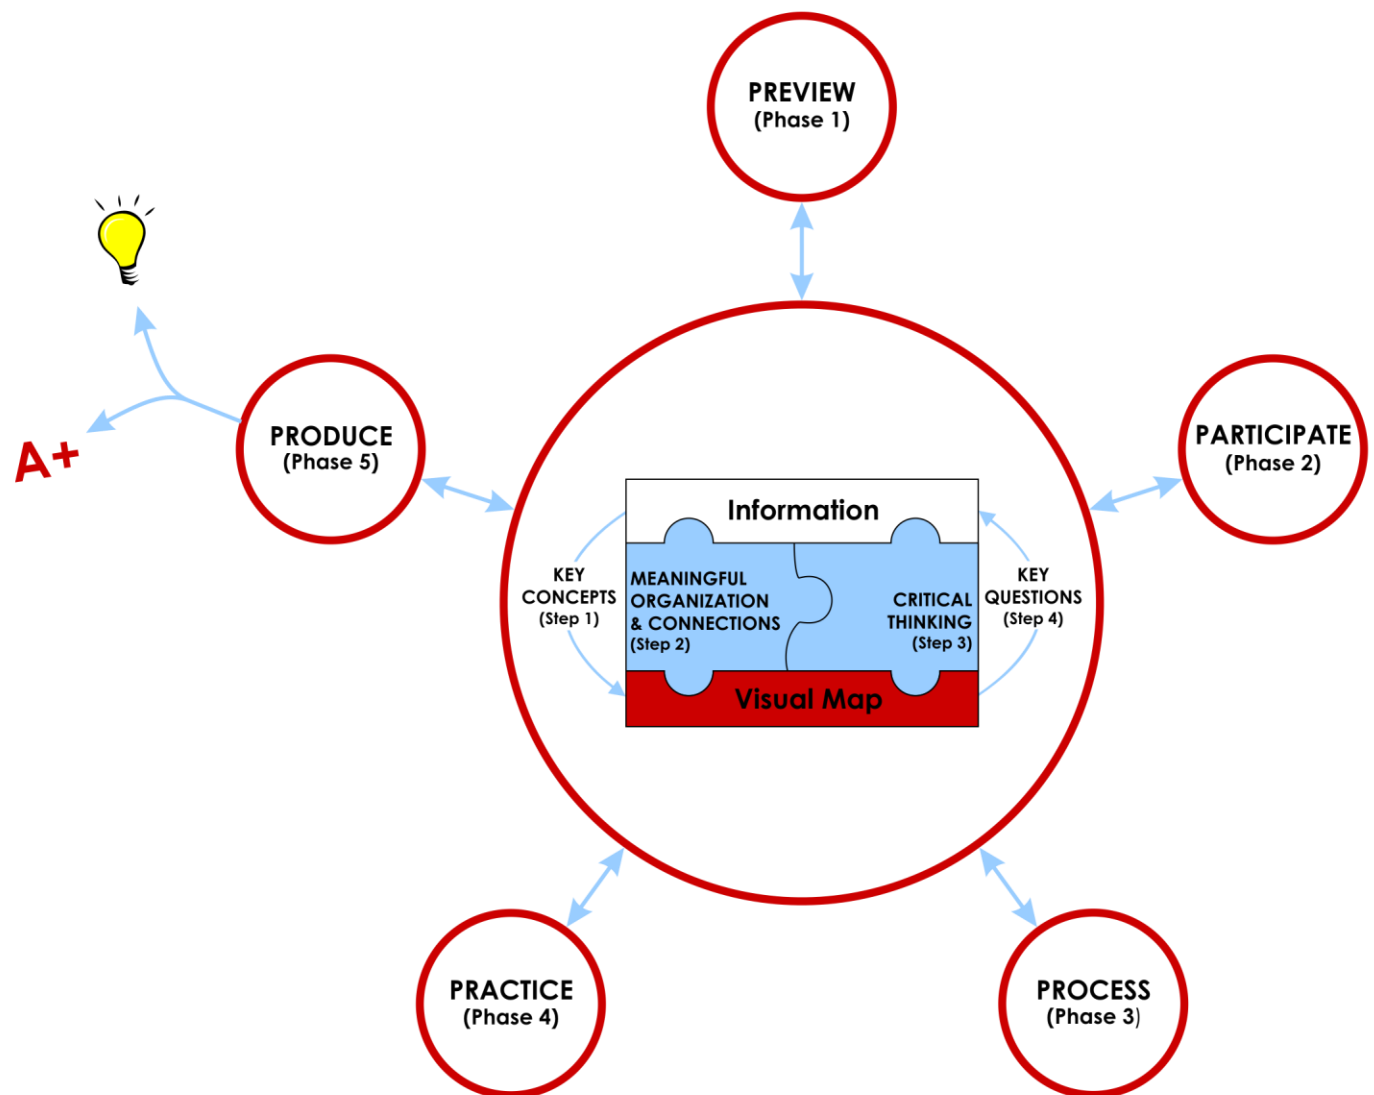 PREVIEW
(Phase 1)
A+
PRODUCE
(Phase 5)
PARTICIPATE
(Phase 2)
Information
KEY
CONCEPTS
(Step 1)
MEANINGFUL
ORGANIZATION
& CONNECTIONS
(Step 2)
CRITICAL
THINKING
(Step 3)
KEY
QUESTIONS
(Step 4)
Visual Map
PRACTICE
(Phase 4)
PROCESS
(Phase 3)